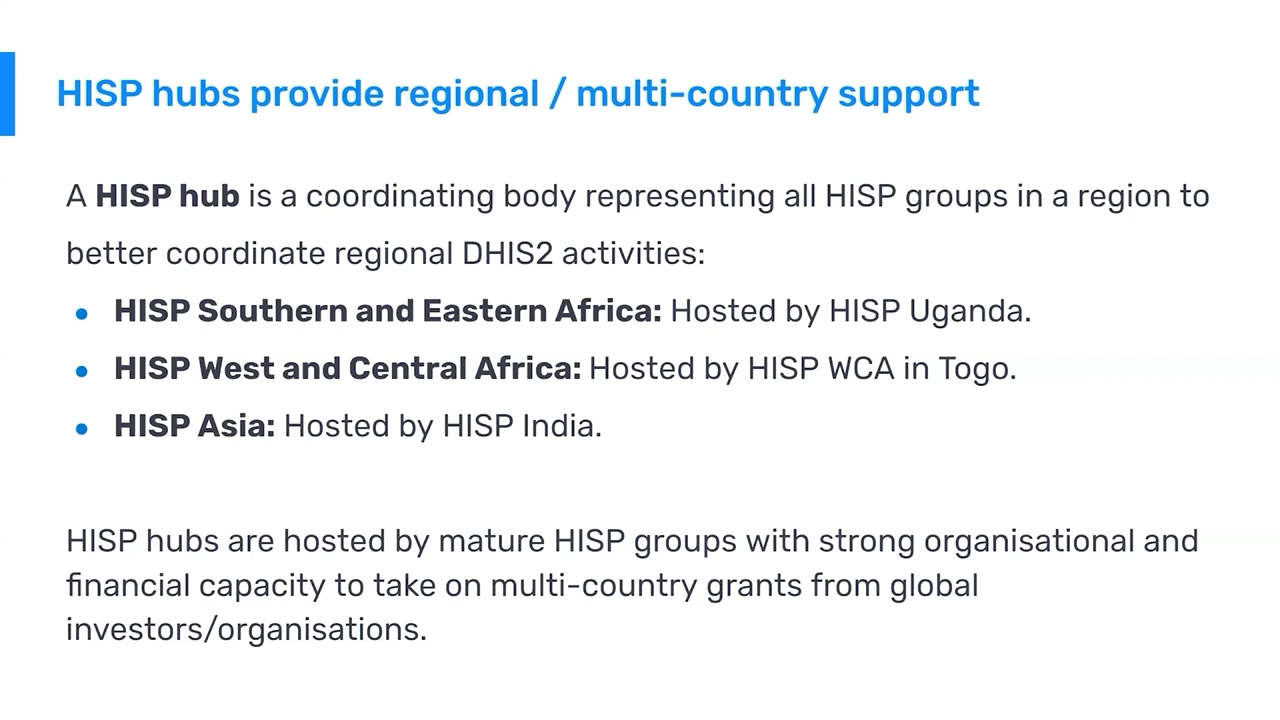 HISP hubs provide regional / multi-country support
A HISP hub is a coordinating body representing all HISP groups in a region to
better coordinate regional DHIS2 activities:
• HISP Southern and Eastern Africa: Hosted by HISP Uganda.
• HISP West and Central Africa: Hosted by HISP WCA in Togo.
• HISP Asia: Hosted by HISP India.
HISP hubs are hosted by mature HISP groups with strong organisational and
financial capacity to take on multi-country grants from global
investors/organisations.